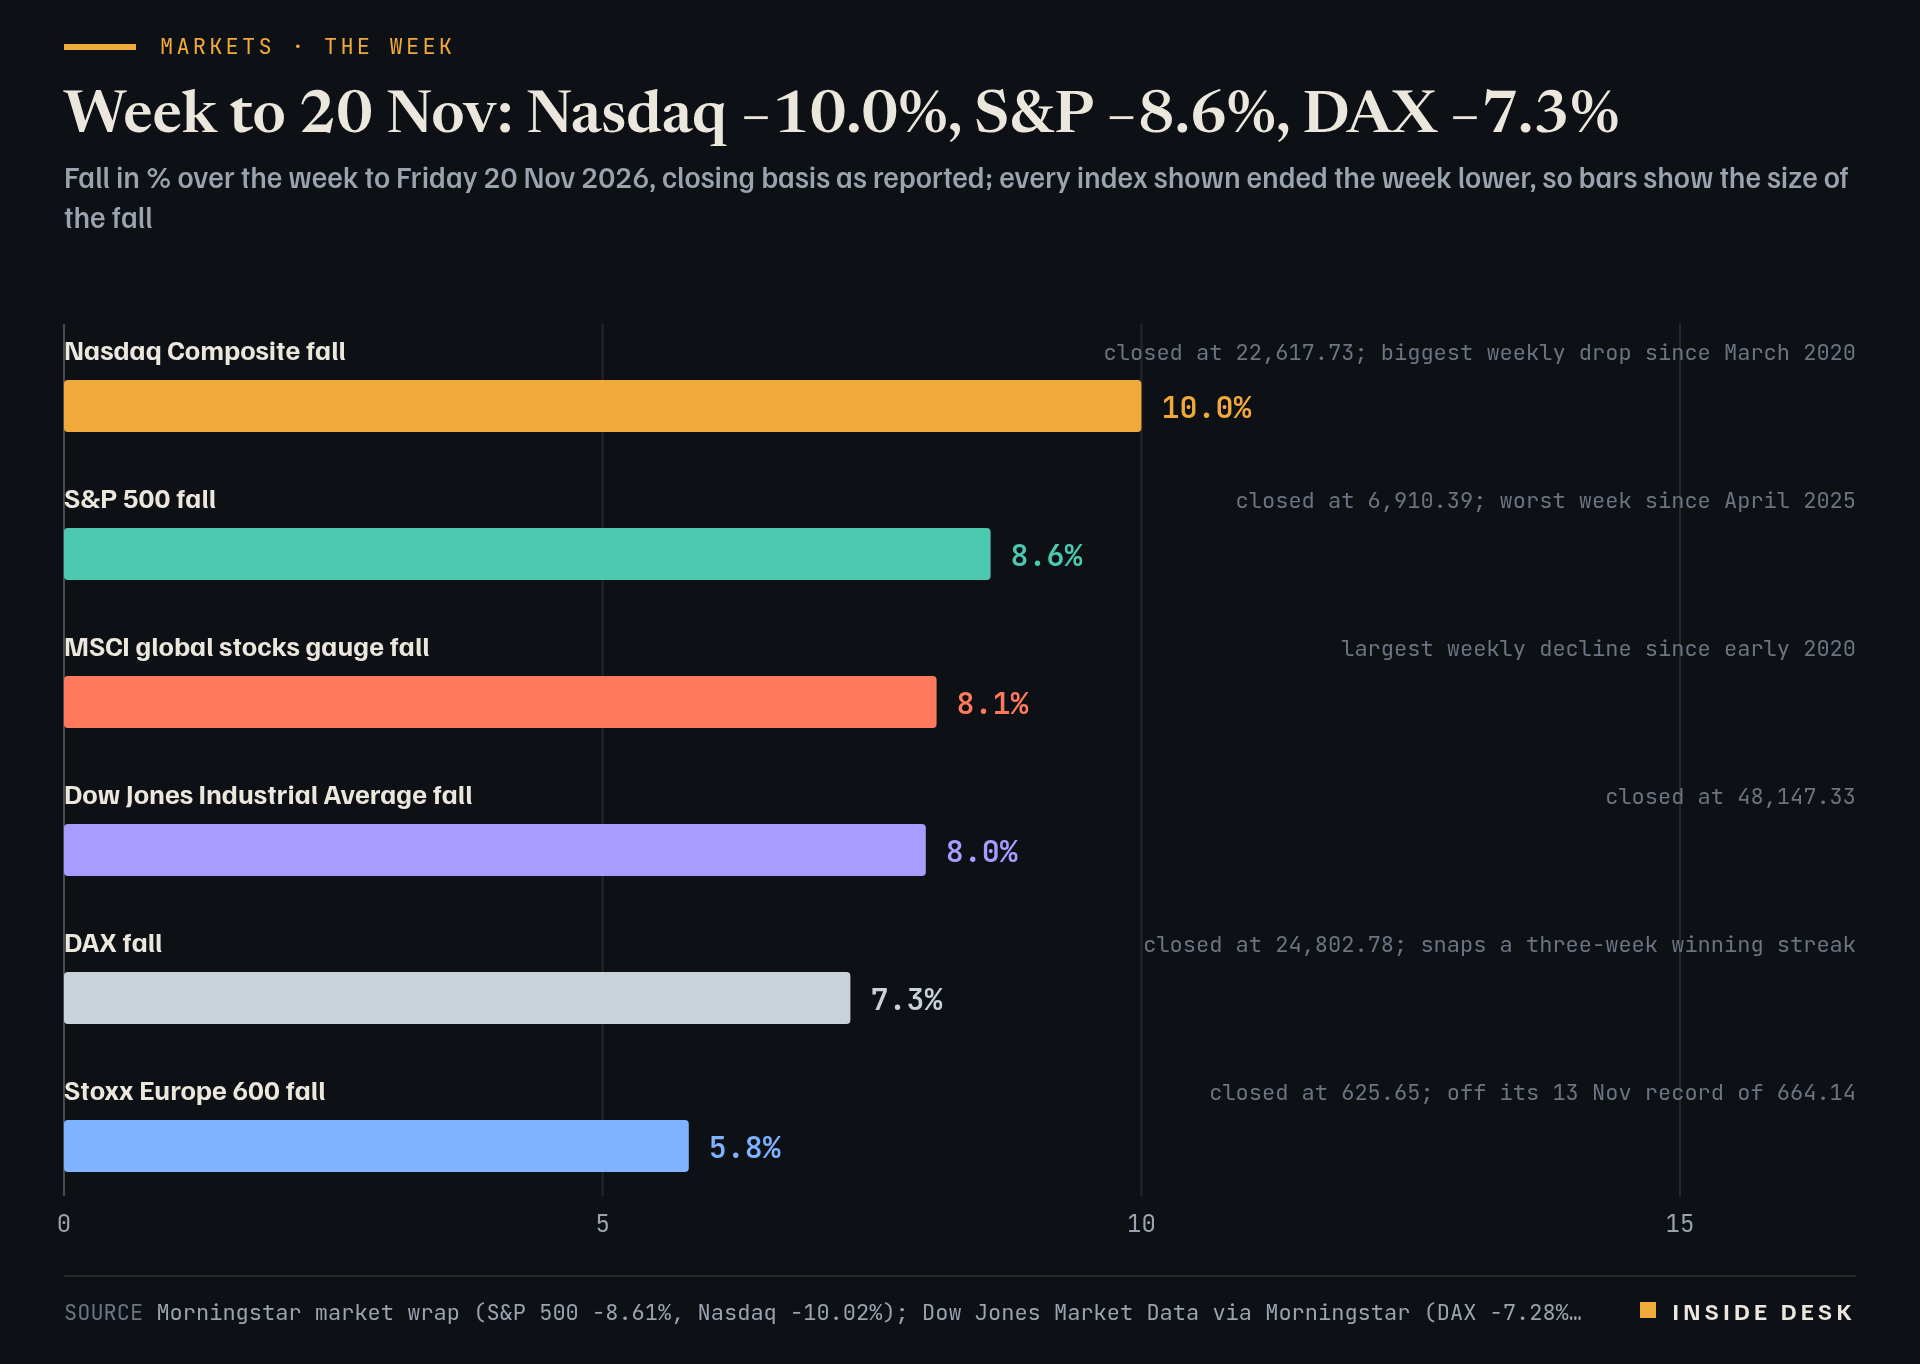 MARKETS · THE WEEK
Week to 20 Nov: Nasdaq −10.0%, S&P −8.6%, DAX −7.3%
Fall in % over the week to Friday 20 Nov 2026, closing basis as reported; every index shown ended the week lower, so bars show the size of
the fall
Nasdaq Composite fall closed at 22,617.73; biggest weekly drop since March 2020
10.0%
S&P 500 fall closed at 6,910.39; worst week since April 2025
8.6%
MSCI global stocks gauge fall largest weekly decline since early 2020
8.1%
Dow Jones Industrial Average fall closed at 48,147.33
8.0%
DAX fall closed at 24,802.78; snaps a three-week winning streak
7.3%
Stoxx Europe 600 fall closed at 625.65; off its 13 Nov record of 664.14
5.8%
0 5 10 15
SOURCE Morningstar market wrap (S&P 500 -8.61%, Nasdaq -10.02%); Dow Jones Market Data via Morningstar (DAX -7.28%… INSIDE DESK